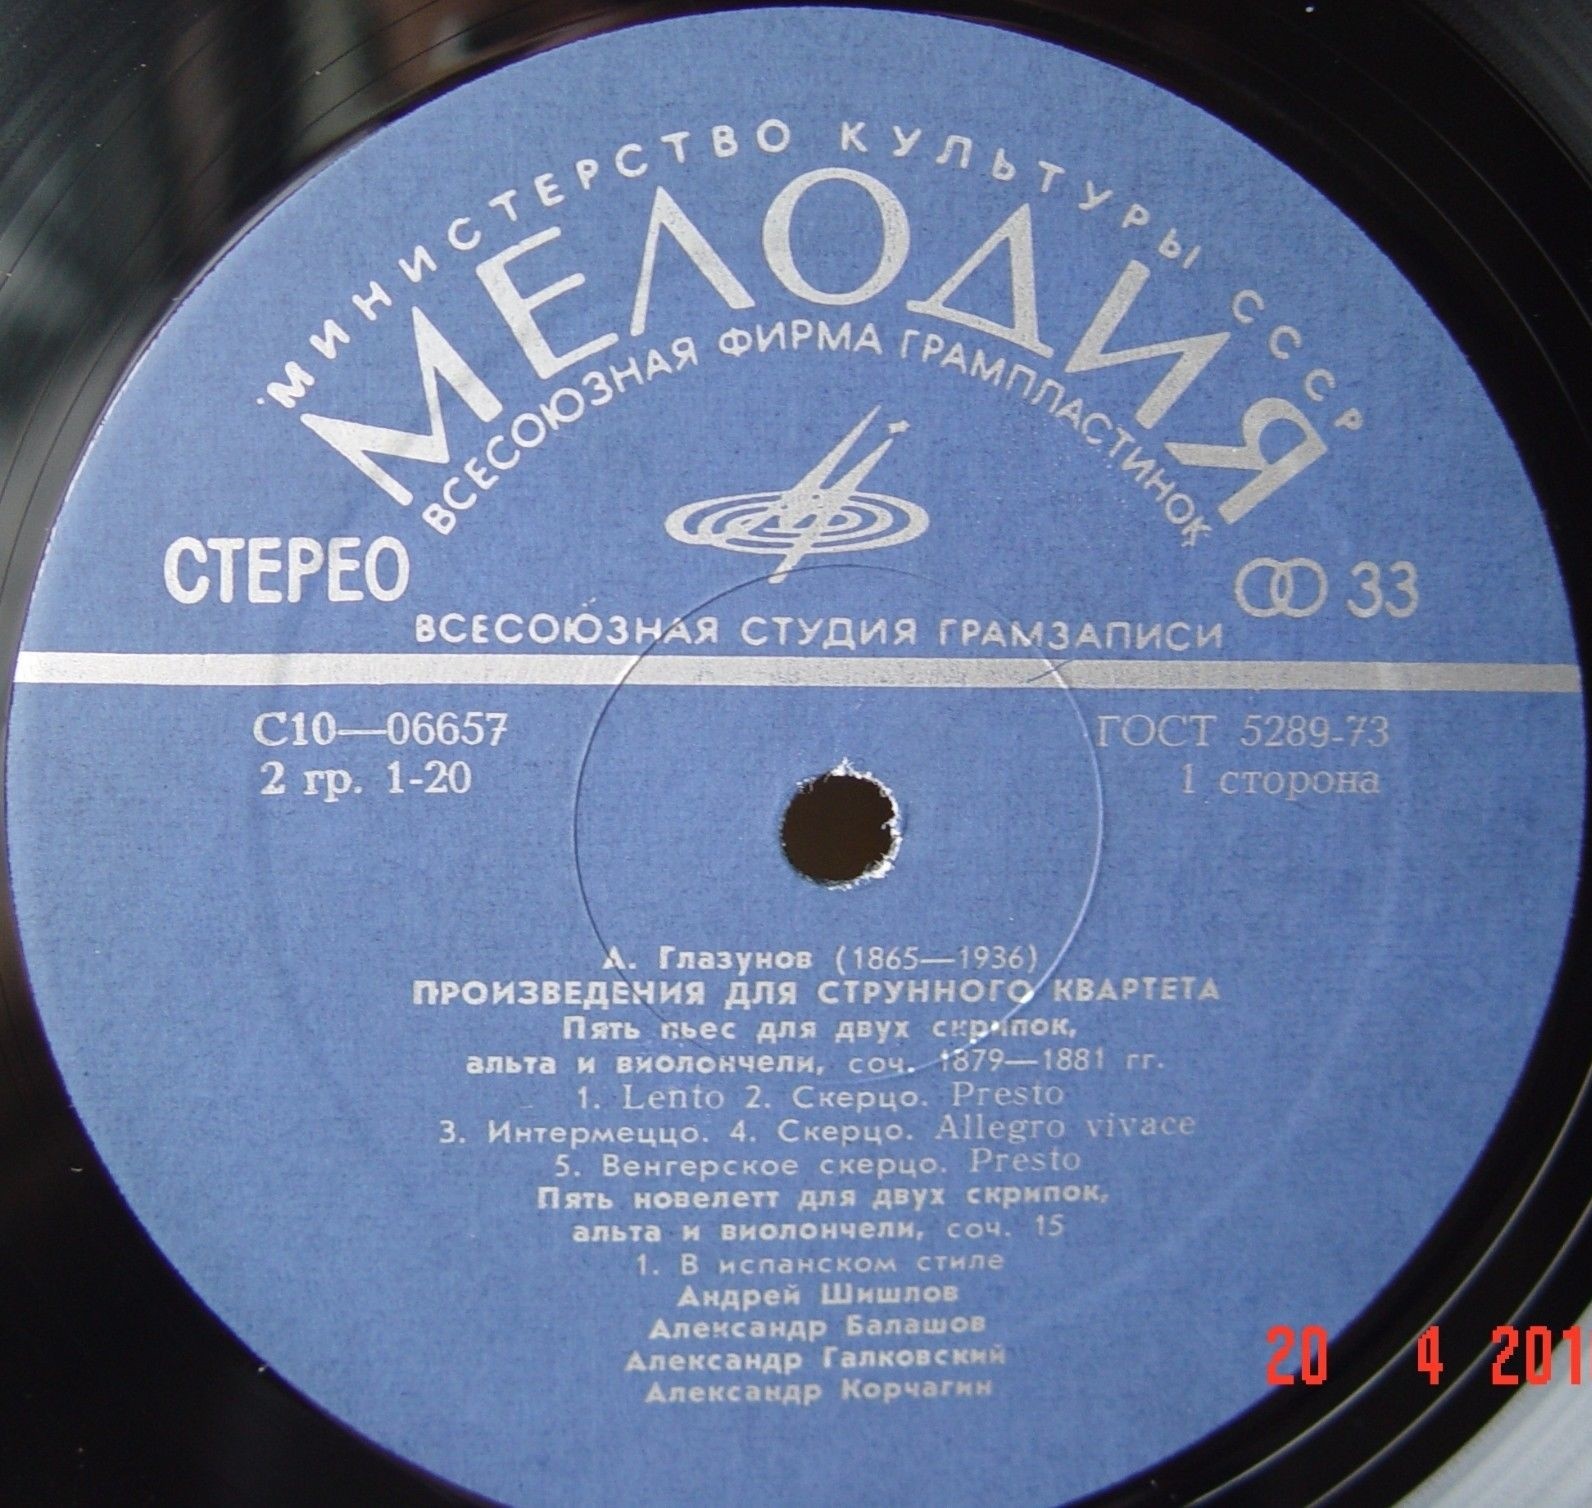 МИНИСТЕРСТВО КУЛЬТУРЫ СССР
МЕЛОДИЯ
ВСЕСОЮЗНАЯ ФИРМА ГРАМПЛАСТИНОК
СТЕРЕО
33
ВСЕСОЮЗНАЯ СТУДИЯ ГРАМЗАПИСИ
С10—06657
ГОСТ 5289-73
2 гр. 1-20
1 сторона
А. Глазунов (1865—1936)
ПРОИЗВЕДЕНИЯ ДЛЯ СТРУННОГО КВАРТЕТА
Пять пьес для двух скрипок,
альта и виолончели, соч. 1879—1881 гг.
1. Lento 2. Скерцо. Presto
3. Интермеццо. 4. Скерцо. Allegro vivace
5. Венгерское скерцо. Presto
Пять новелетт для двух скрипок,
альта и виолончели, соч. 15
1. В испанском стиле
Андрей Шишлов
Александр Балашов
Александр Галковский
Александр Корчагин
20 4 201